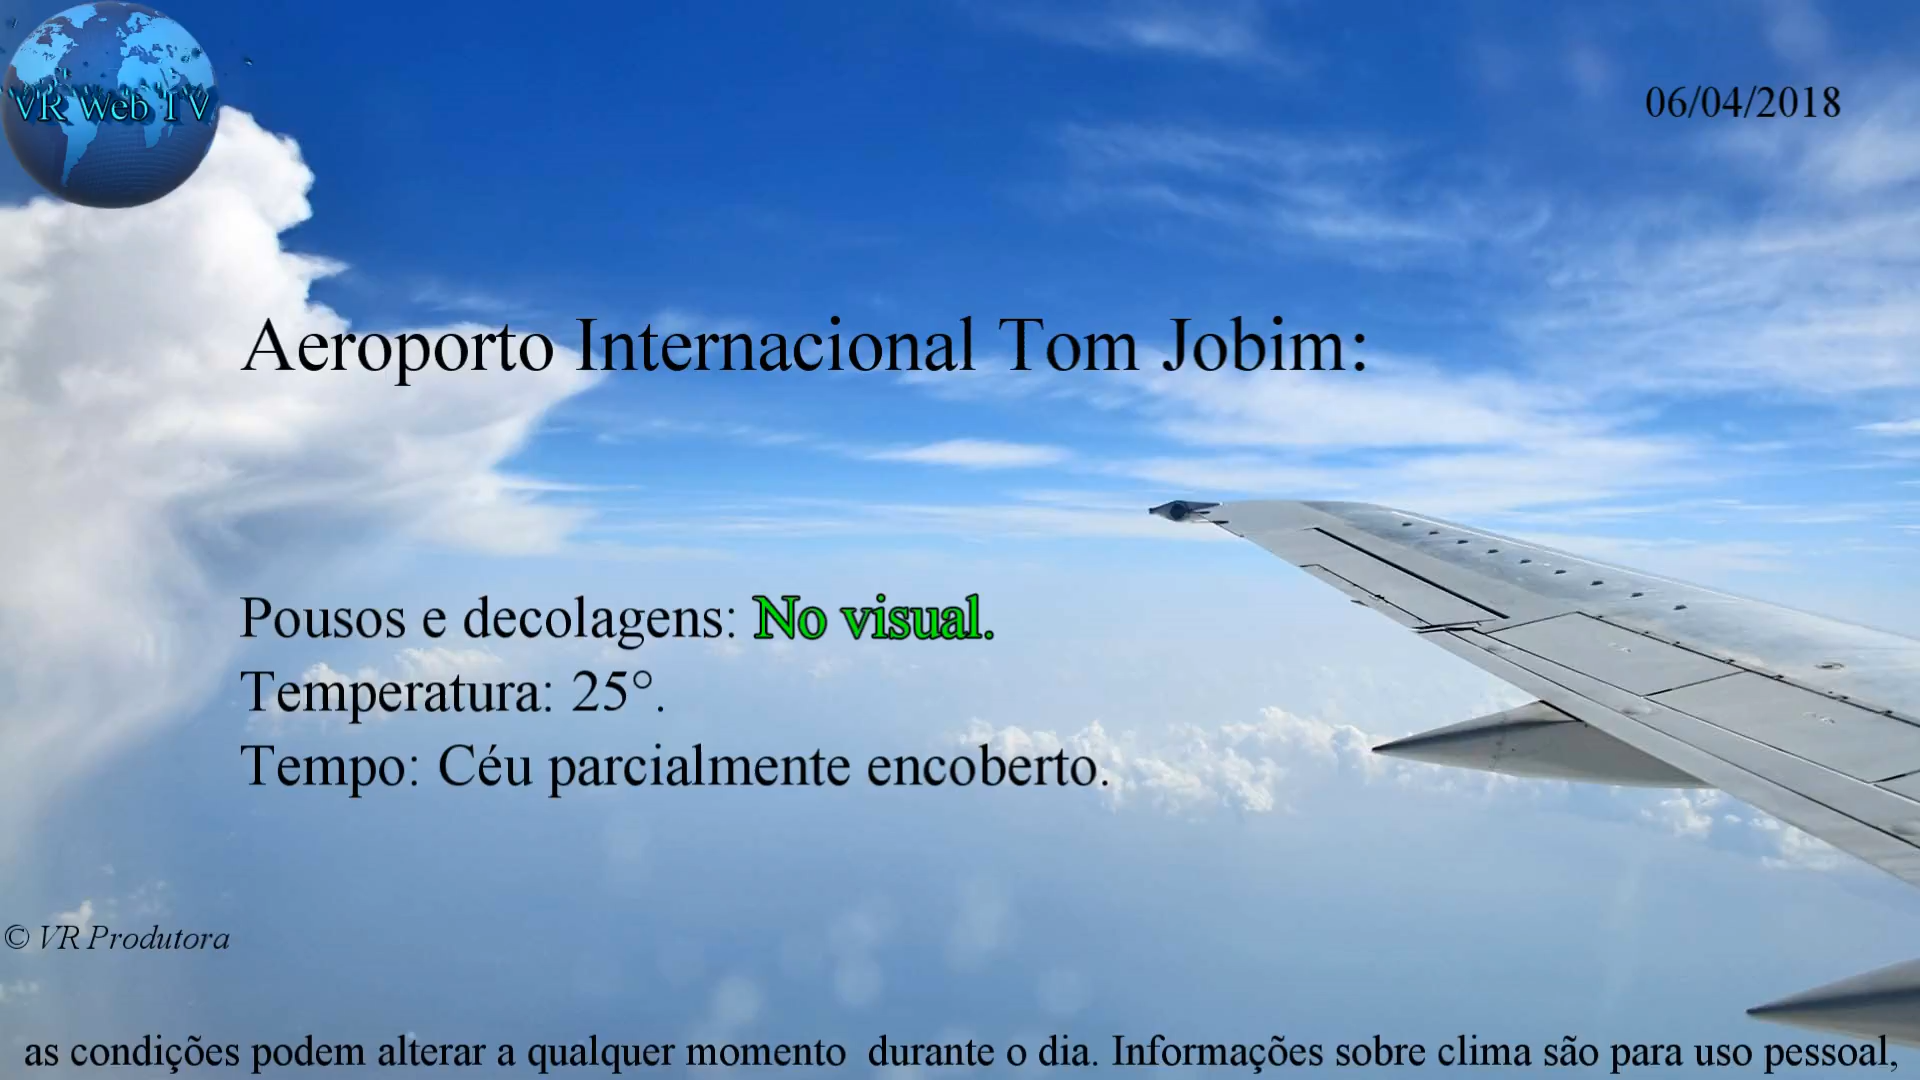 VR Web TV
06/04/2018
Aeroporto Internacional Tom Jobim:
Pousos e decolagens: No visual.
Temperatura: 25°.
Tempo: Céu parcialmente encoberto.
© VR Produtora
as condições podem alterar a qualquer momento  durante o dia. Informações sobre clima são para uso pessoal,